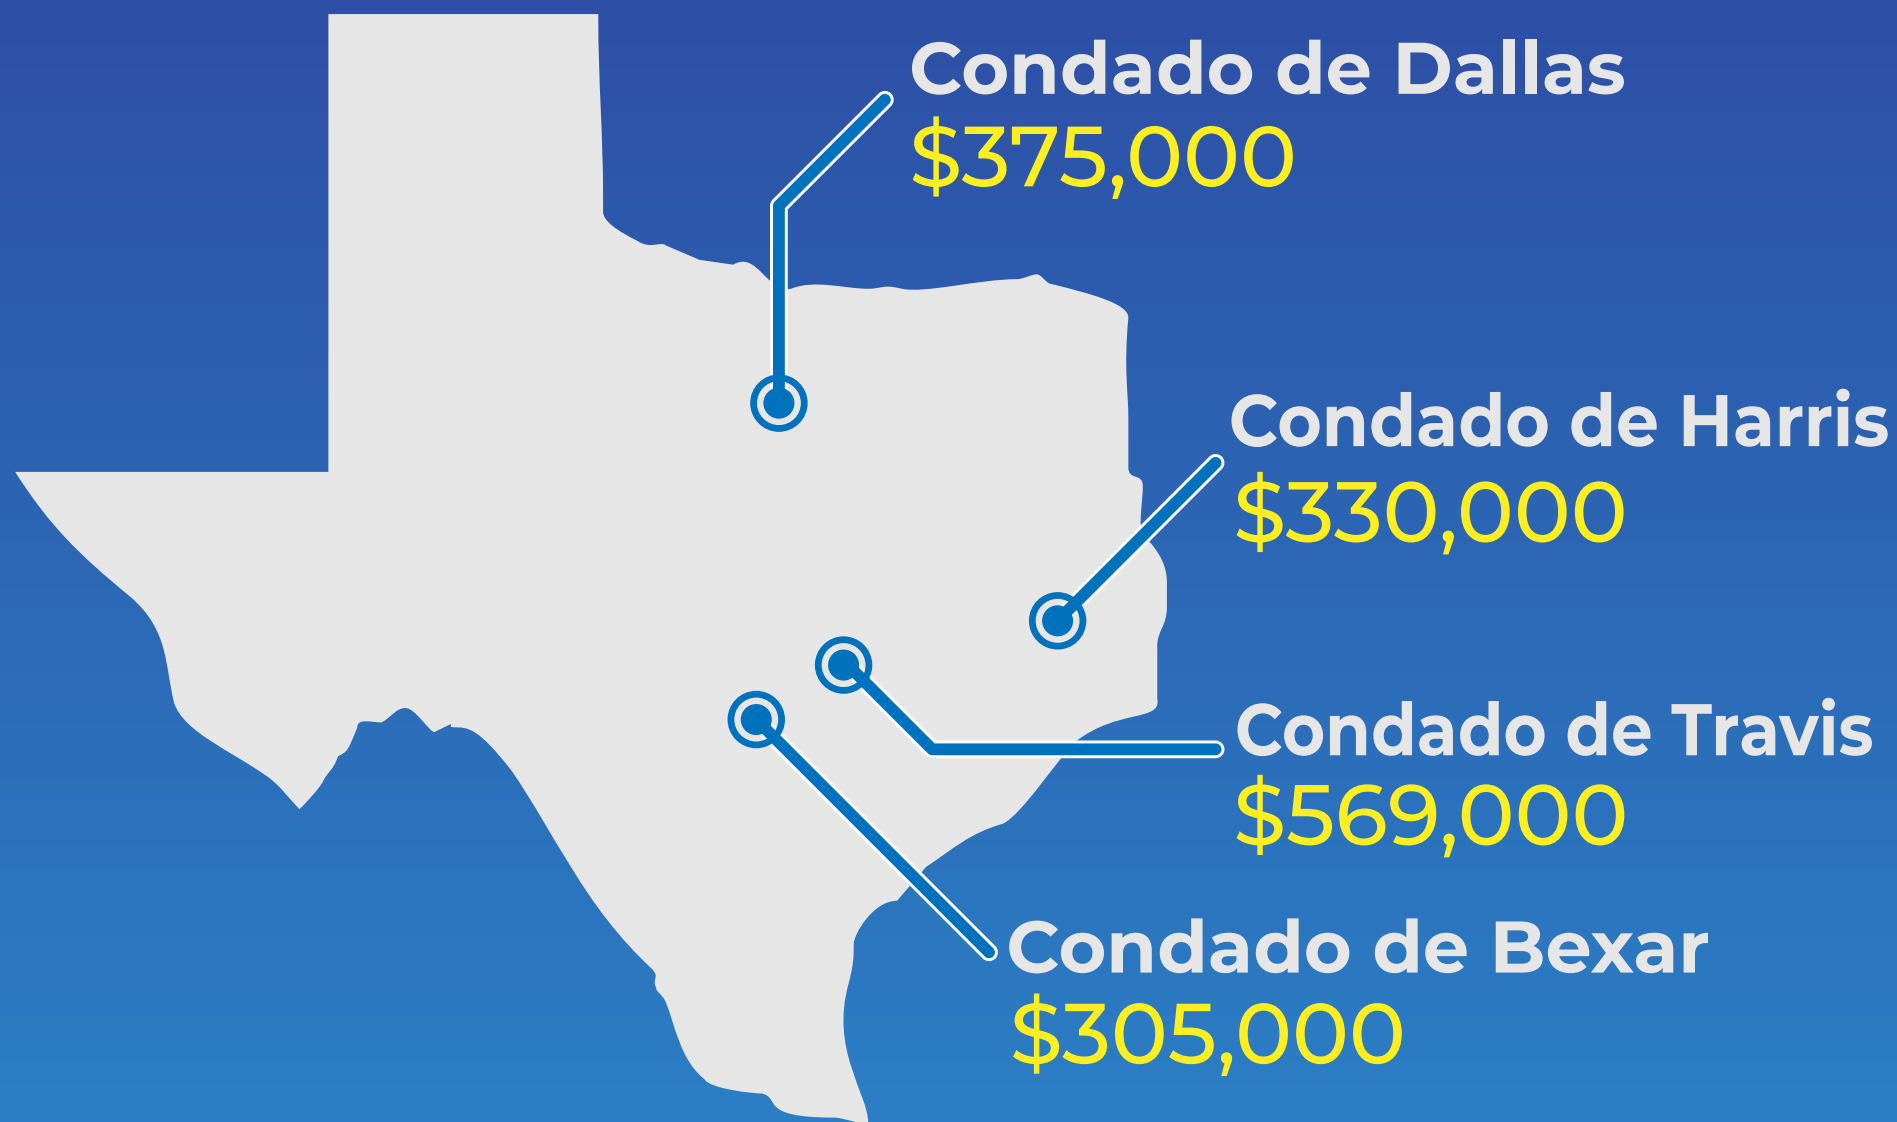 Condado de Dallas
$375,000
Condado de Harris
$330,000
Condado de Travis
$569,000
Condado de Bexar
$305,000